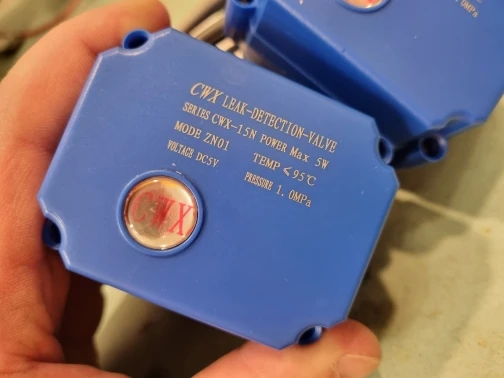 CWX LEAK-DETECTION-VALVE
SERIES CWX-15N POWER Max 5W
MODE ZN01 TEMP ≤95℃
VOLTAGE DC5V PRESSURE 1.0MPa
CWX
.0MPa